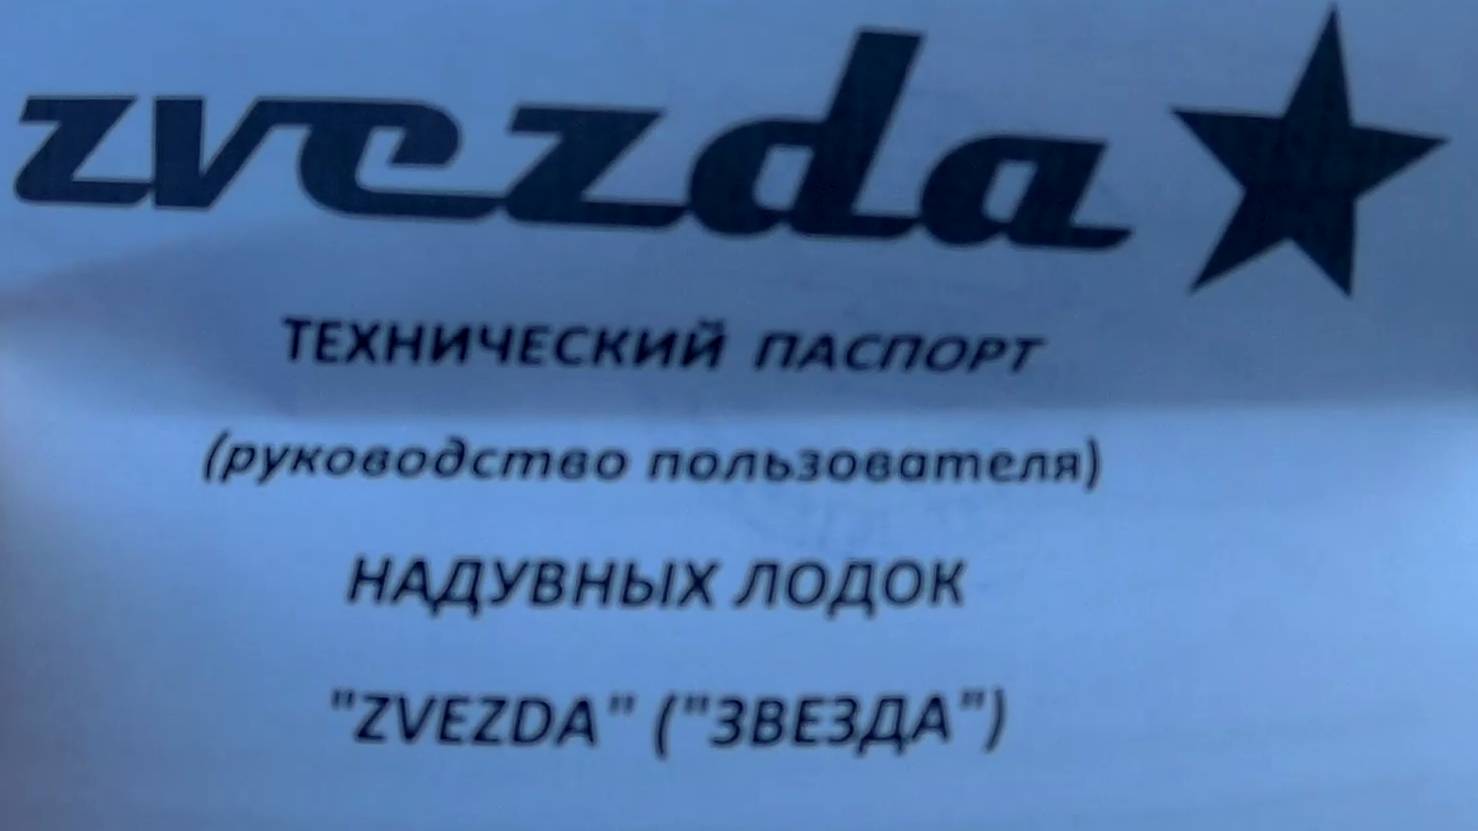 zvezda
ТЕХНИЧЕСКИЙ ПАСПОРТ
(руководство пользователя)
НАДУВНЫХ ЛОДОК
"ZVEZDA" ("ЗВЕЗДА")